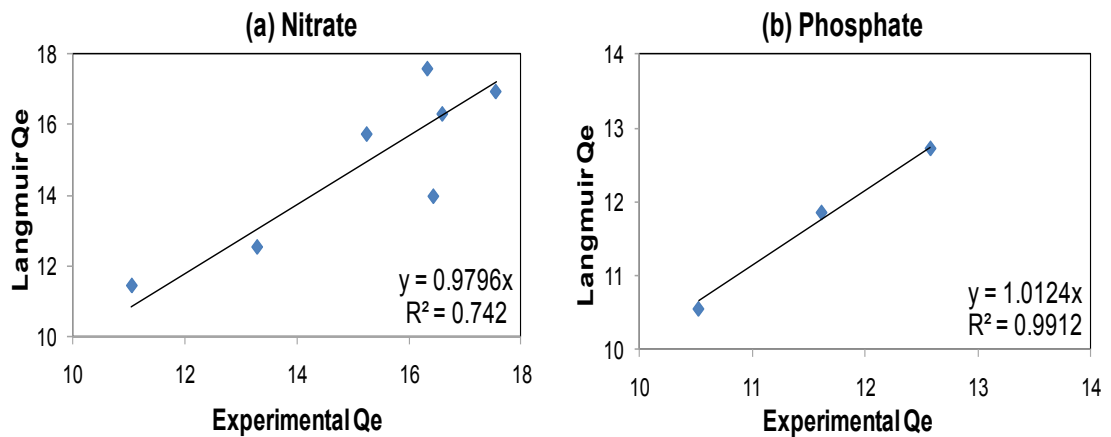 (a) Nitrate
18
16
14
12
10
Langmuir Qe
y = 0.9796x
R² = 0.742
10 12 14 16 18
Experimental Qe
(b) Phosphate
14
13
12
11
10
Langmuir Qe
y = 1.0124x
R² = 0.9912
10 11 12 13 14
Experimental Qe